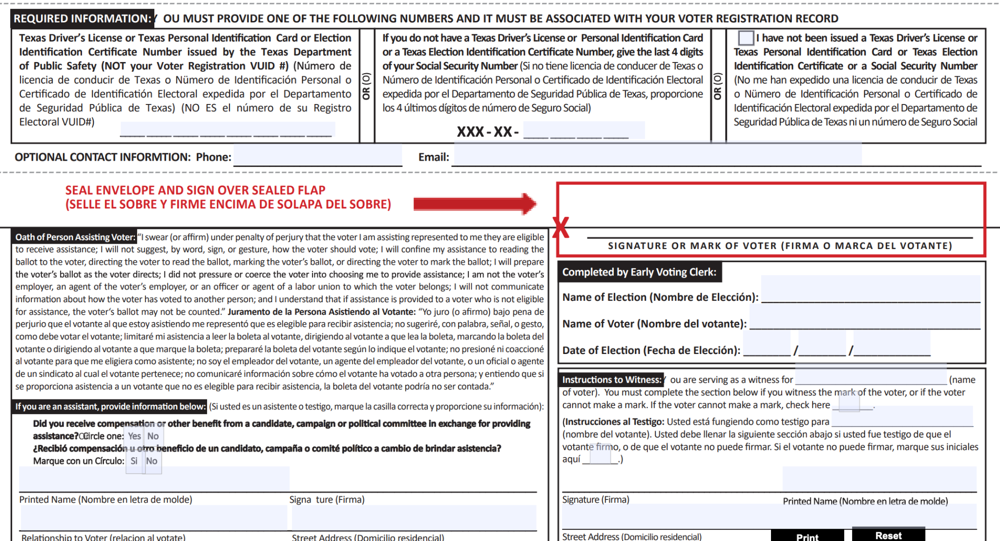 REQUIRED INFORMATION: Y OU MUST PROVIDE ONE OF THE FOLLOWING NUMBERS AND IT MUST BE ASSOCIATED WITH YOUR VOTER REGISTRATION RECORD
Texas Driver's License or Texas Personal Identification Card or Election
Identification Certificate Number issued by the Texas Department
of Public Safety (NOT your Voter Registration VUID #) (Número de
licencia de conducir de Texas o Nümero de Identificación Personal o
Certificado de Identificatión Electoral expedida por el Departamento
de Seguridad Pública de Texas) (NO ES el número de su Registro
Electoral VUID#)
OR (O)
If you do not have a Texas Driver's License or Personal Identification Card
or a Texas Election Identification Certificate Number, give the last 4 digits
of your Social Security Number (Si no tiene licencia de conducer de Texas o
Número de Identificación Personal o Certificado de Identificación Electoral
expedida por el Departamento de Seguridad Pública de Texas, proporcione
los 4 últimos dígitos de número de Seguro Social)
XXX - XX -
OR (O)
I have not been issued a Texas Driver's License or
Texas Personal Identification Card or Texas Election
Identification Certificate or a Social Security Number
(No me han expedido una licencia de conducir de Texas
o Nümero de Identificación Personal o Certificado de
Identificación Electoral expedida por el Departamento de
Seguridad Pública de Texas ni un número de Seguro Social
OPTIONAL CONTACT INFORMTION: Phone:
Email:
SEAL ENVELOPE AND SIGN OVER SEALED FLAP
(SELLE EL SOBRE Y FIRME ENCIMA DE SOLAPA DEL SOBRE)
X
SIGNATURE OR MARK OF VOTER (FIRMA O MARCA DEL VOTANTE)
Oath of Person Assisting Voter: "I swear (or affirm) under penalty of perjury that the voter I am assisting represented to me they are eligible
to receive assistance; I will not suggest, by word, sign, or gesture, how the voter should vote; I will confine my assistance to reading the
ballot to the voter, directing the voter to read the ballot, marking the voter's ballot, or directing the voter to mark the ballot; I will prepare
the voter's ballot as the voter directs; I did not pressure or coerce the voter into choosing me to provide assistance; I am not the voter's
employer, an agent of the voter's employer, or an officer or agent of a labor union to which the voter belongs; I will not communicate
information about how the voter has voted to another person; and I understand that if assistance is provided to a voter who is not eligible
for assistance, the voter's ballot may not be counted." Juramento de la Persona Asistiendo al Votante: "Yo juro (o afirmo) bajo pena de
perjurio que el votante al que estoy asistiendo me representó que es elegible para recibir asistencia; no sugeriré, con palabra, señal, o gesto,
como debe votar el votante; limitaré mi asistencia a leer la boleta al votante, dirigiendo al votante a que lea la boleta, marcando la boleta del
votante o dirigiendo al votante a que marque la boleta; prepararé la boleta del votante según lo indique el votante; no presioné ni coaccioné
al votante para que me eligiera como asistente; no soy el empleador del votante, un agente del empleador del votante, o un oficial o agente
de un sindicato al cual el votante pertenece; no comunicaré información sobre cómo el votante ha votado a otra persona; y entiendo que si
se proporciona asistencia a un votante que no es elegible para recibir asistencia, la boleta del votante podría no ser contada."
If you are an assistant, provide information below: (Si usted es un asistente o testigo, marque la casilla correcta y proporcione su información):
Did you receive compensation or other benefit from a candidate, campaign or political committee in exchange for providing
assistance? Circle one: Yes No
¿Recibió compensación u otro beneficio de un candidato, campaña o comité político a cambio de brindar asistencia?
Marque con un Círculo: Si No
Printed Name (Nombre en letra de molde)
Signa ture (Firma)
Relationship to Voter (relacion al votate)
Street Address (Domicilio residencial)
Completed by Early Voting Clerk:
Name of Election (Nombre de Elección):
Name of Voter (Nombre del votante):
Date of Election (Fecha de Elección): / /
Instructions to Witness: Y ou are serving as a witness for (name
of voter). You must complete the section below if you witness the mark of the voter, or if the voter
cannot make a mark. If the voter cannot make a mark, check here .
(Instrucciones al Testigo: Usted está fungiendo como testigo para
(nombre del votante). Usted debe llenar la siguiente sección abajo si usted fue testigo de que el
votante firmo, o de que el votante no puede firmar. Si el votante no puede firmar, marque sus iniciales
aquí .)
Signature (Firma)
Printed Name (Nombre en letra de molde)
Street Address (Domicilio residencial)
Print
Reset